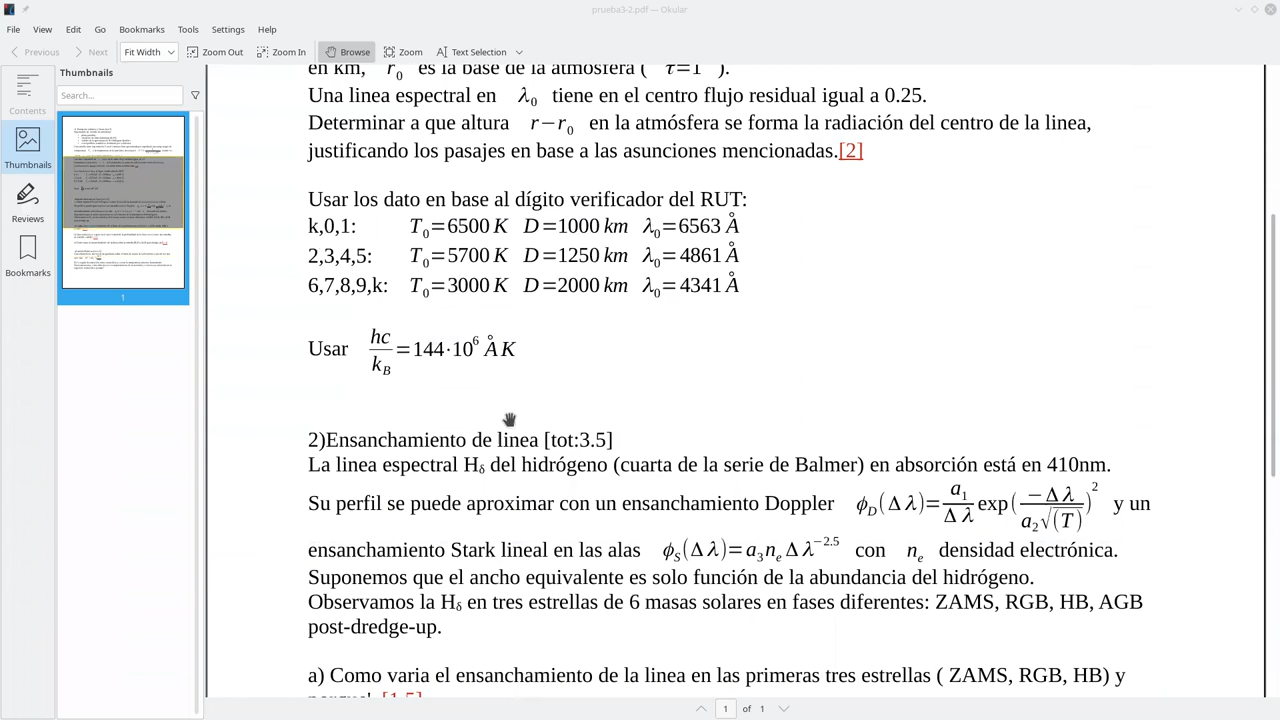 prueba3-2.pdf — Okular
File View Edit Go Bookmarks Tools Settings Help
Previous Next Fit Width Zoom Out Zoom In Browse Zoom Text Selection
Contents
Thumbnails
Reviews
Bookmarks
Thumbnails
Search...
1
en km, r₀ es la base de la atmósfera ( τ=1 ).
Una linea espectral en λ₀ tiene en el centro flujo residual igual a 0.25.
Determinar a que altura r−r₀ en la atmósfera se forma la radiación del centro de la linea,
justificando los pasajes en base a las asunciones mencionadas.[2]
Usar los dato en base al dígito verificador del RUT:
k,0,1: T₀=6500 K D=1000 km λ₀=6563 Å
2,3,4,5: T₀=5700 K D=1250 km λ₀=4861 Å
6,7,8,9,k: T₀=3000 K D=2000 km λ₀=4341 Å
Usar hc/k_B=144·10⁶ Å K
2)Ensanchamiento de linea [tot:3.5]
La linea espectral Hδ del hidrógeno (cuarta de la serie de Balmer) en absorción está en 410nm.
Su perfil se puede aproximar con un ensanchamiento Doppler ϕ_D(Δλ)=a₁/Δλ exp(−Δλ/a₂√(T))² y un
ensanchamiento Stark lineal en las alas ϕ_S(Δλ)=a₃n_eΔλ^−2.5 con n_e densidad electrónica.
Suponemos que el ancho equivalente es solo función de la abundancia del hidrógeno.
Observamos la Hδ en tres estrellas de 6 masas solares en fases diferentes: ZAMS, RGB, HB, AGB
post-dredge-up.
a) Como varia el ensanchamiento de la linea en las primeras tres estrellas ( ZAMS, RGB, HB) y
1 of 1